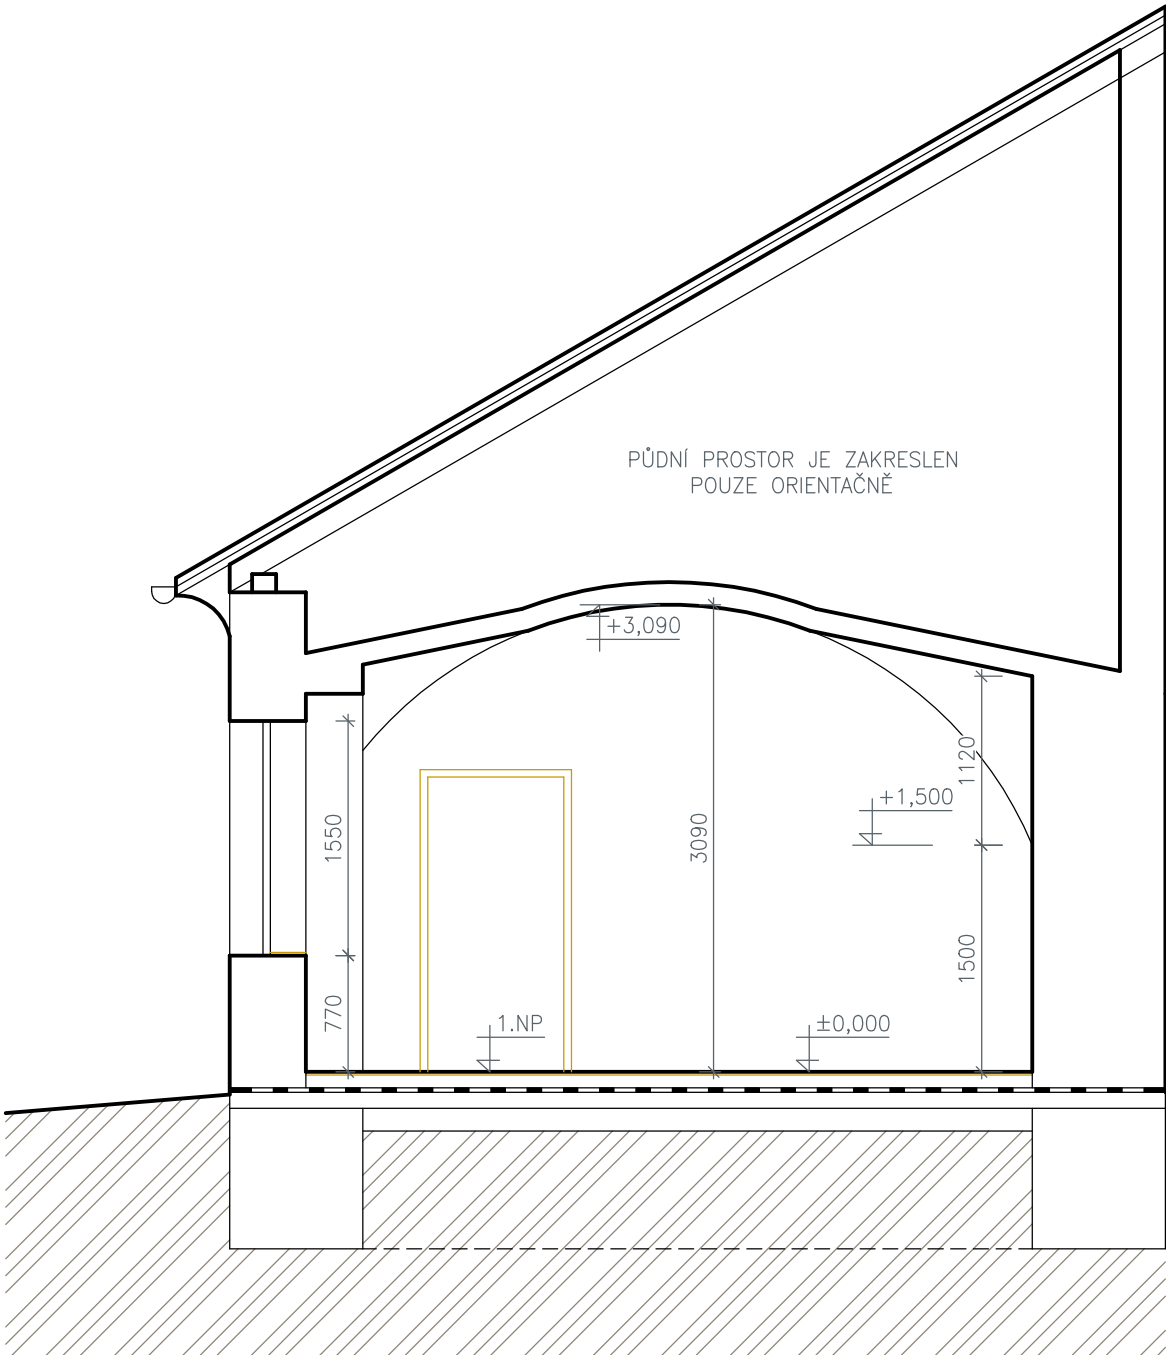 PŮDNÍ PROSTOR JE ZAKRESLEN
POUZE ORIENTAČNĚ
+3,090
1120
+1,500
1550
3090
1500
770
1.NP
±0,000